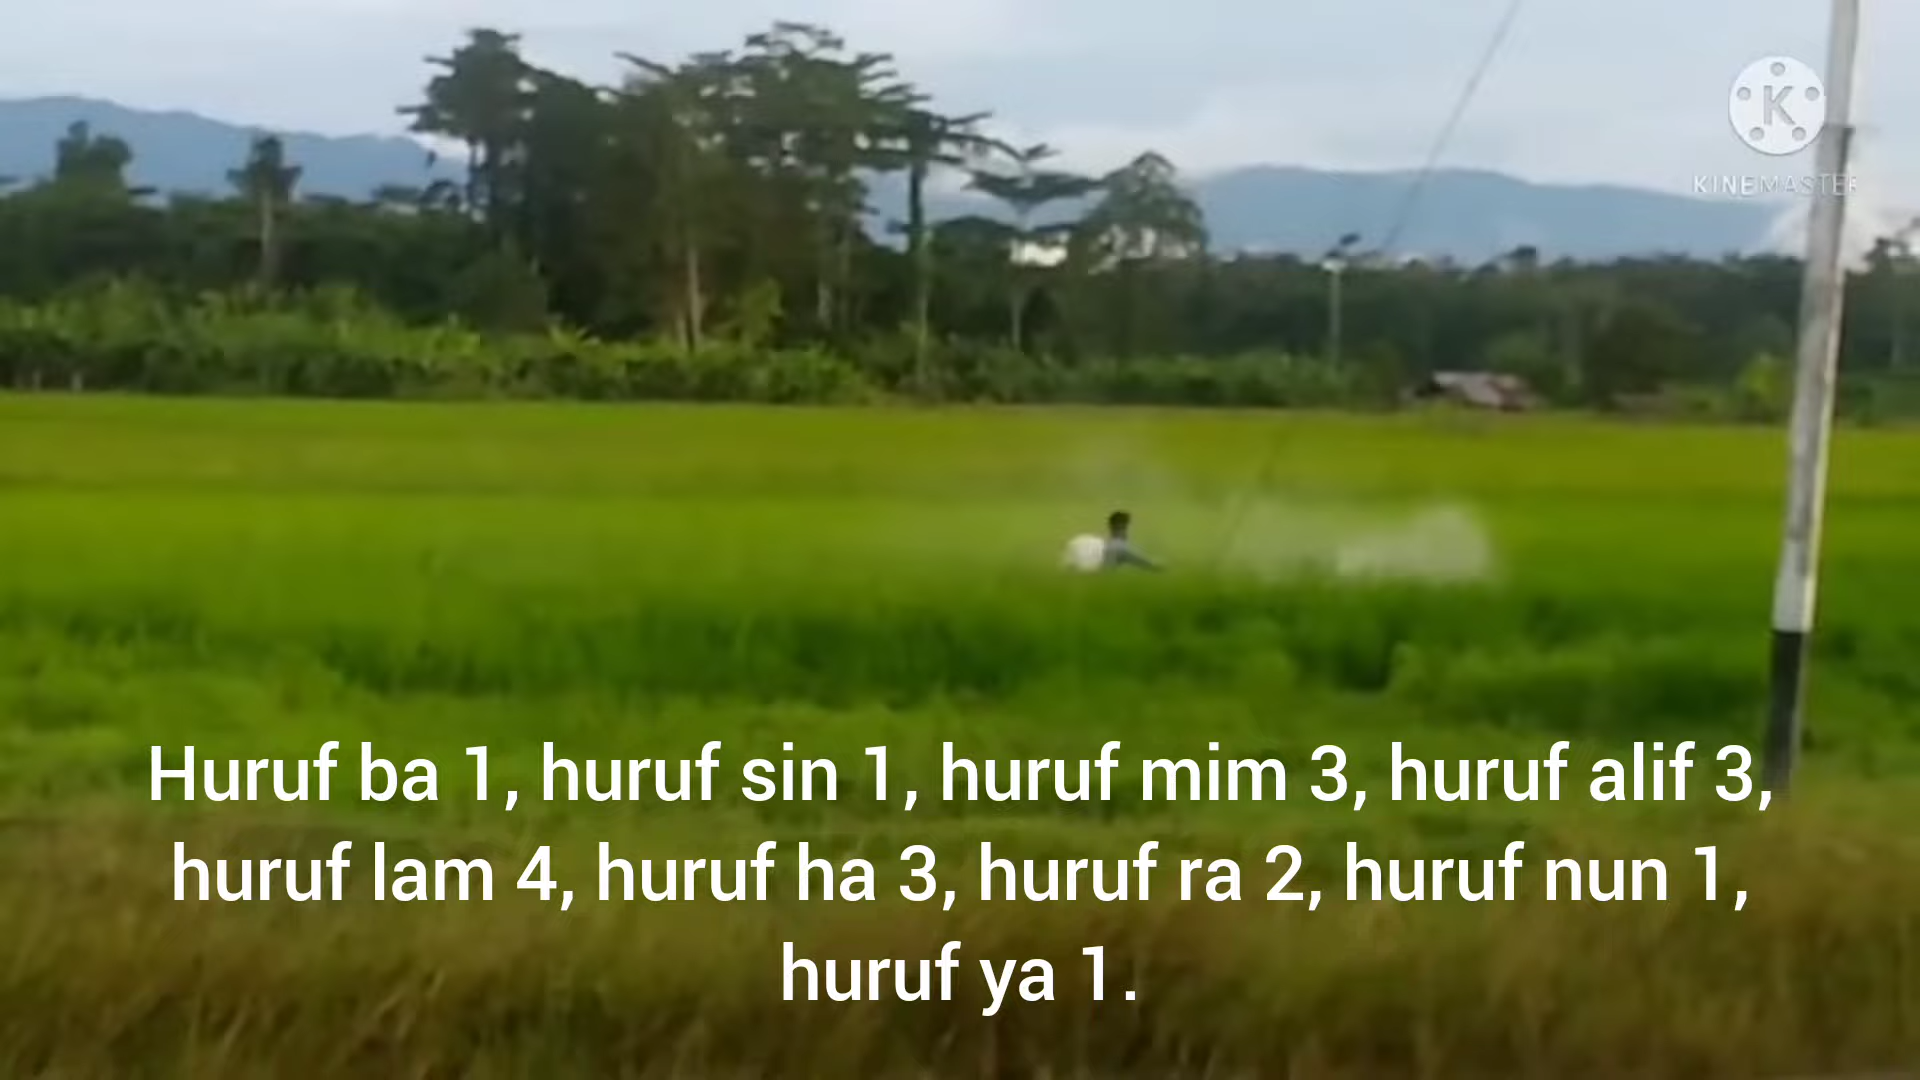 K
KINEMASTER
Huruf ba 1, huruf sin 1, huruf mim 3, huruf alif 3,
huruf lam 4, huruf ha 3, huruf ra 2, huruf nun 1,
huruf ya 1.